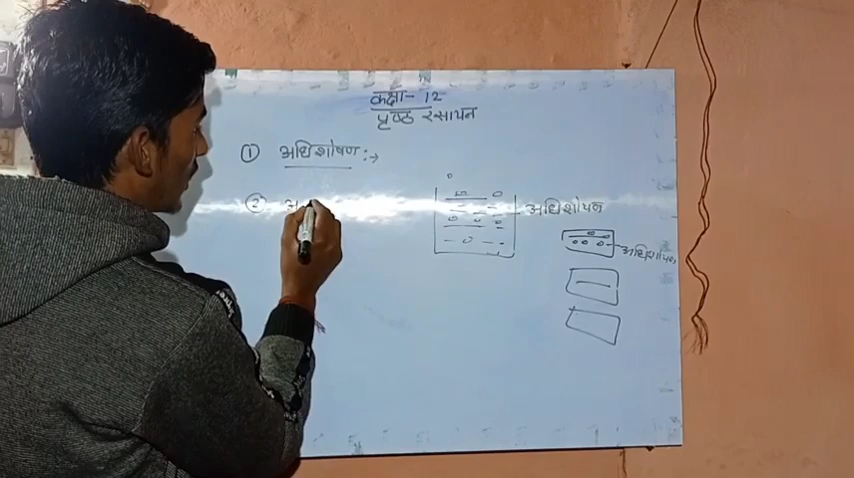 कक्षा- 12
पृष्ठ रसायन
① अधिशोषण :→
② अ
अधिशोषण
अधिशोषण